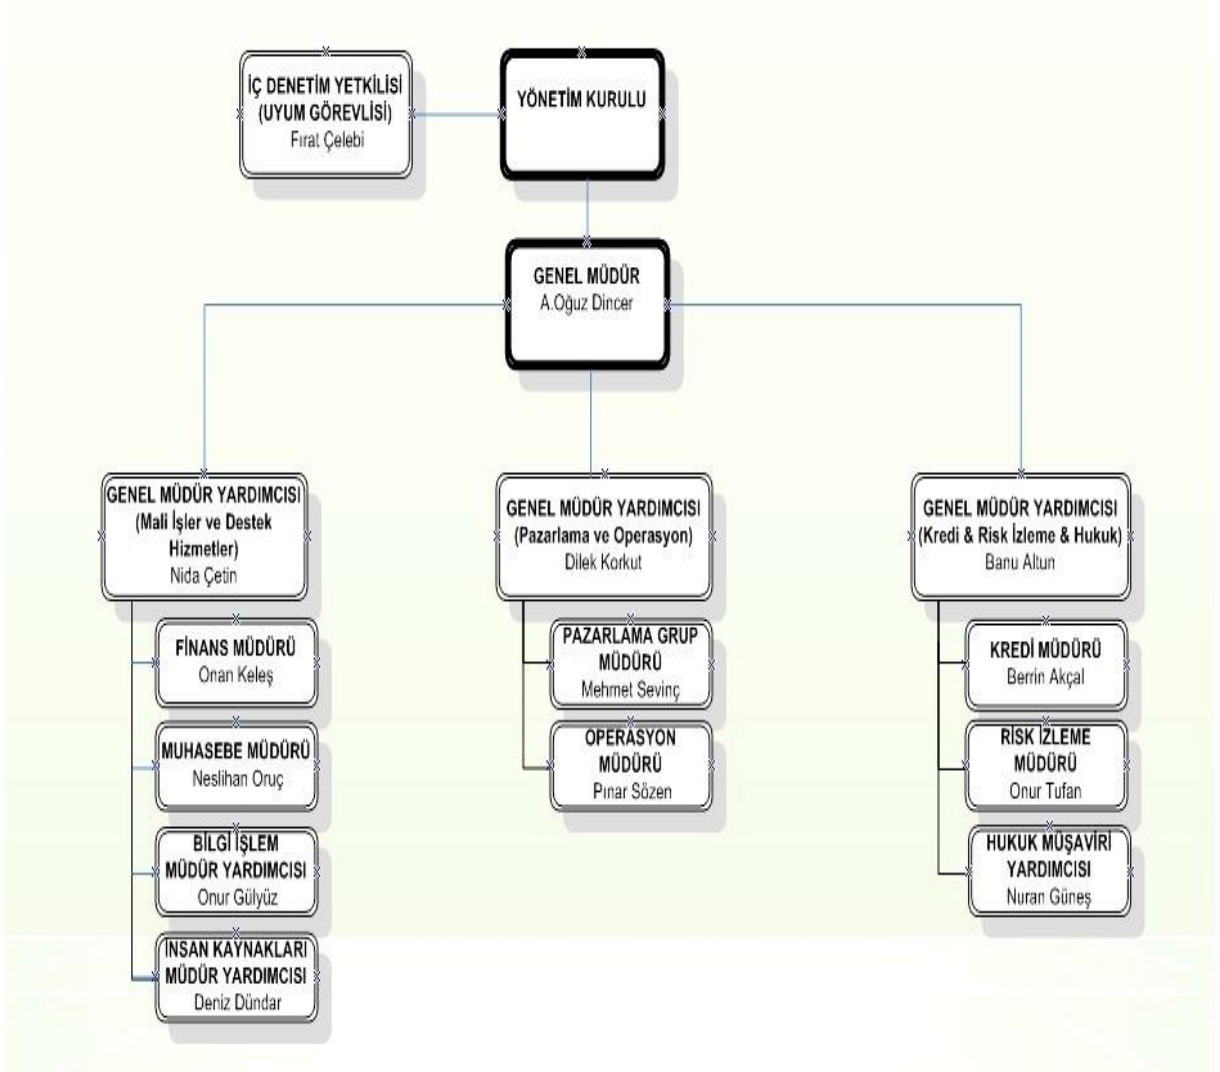 İÇ DENETİM YETKİLİSİ
(UYUM GÖREVLİSİ)
Fırat Çelebi
YÖNETİM KURULU
GENEL MÜDÜR
A.Oğuz Dincer
GENEL MÜDÜR YARDIMCISI
(Mali İşler ve Destek
Hizmetler)
Nida Çetin
FİNANS MÜDÜRÜ
Onan Keleş
MUHASEBE MÜDÜRÜ
Neslihan Oruç
BİLGİ İŞLEM
MÜDÜR YARDIMCISI
Onur Gülyüz
İNSAN KAYNAKLARI
MÜDÜR YARDIMCISI
Deniz Dündar
GENEL MÜDÜR YARDIMCISI
(Pazarlama ve Operasyon)
Dilek Korkut
PAZARLAMA GRUP
MÜDÜRÜ
Mehmet Sevinç
OPERASYON
MÜDÜRÜ
Pınar Sözen
GENEL MÜDÜR YARDIMCISI
(Kredi & Risk İzleme & Hukuk)
Banu Altun
KREDİ MÜDÜRÜ
Berrin Akçal
RİSK İZLEME
MÜDÜRÜ
Onur Tufan
HUKUK MÜŞAVİRİ
YARDIMCISI
Nuran Güneş